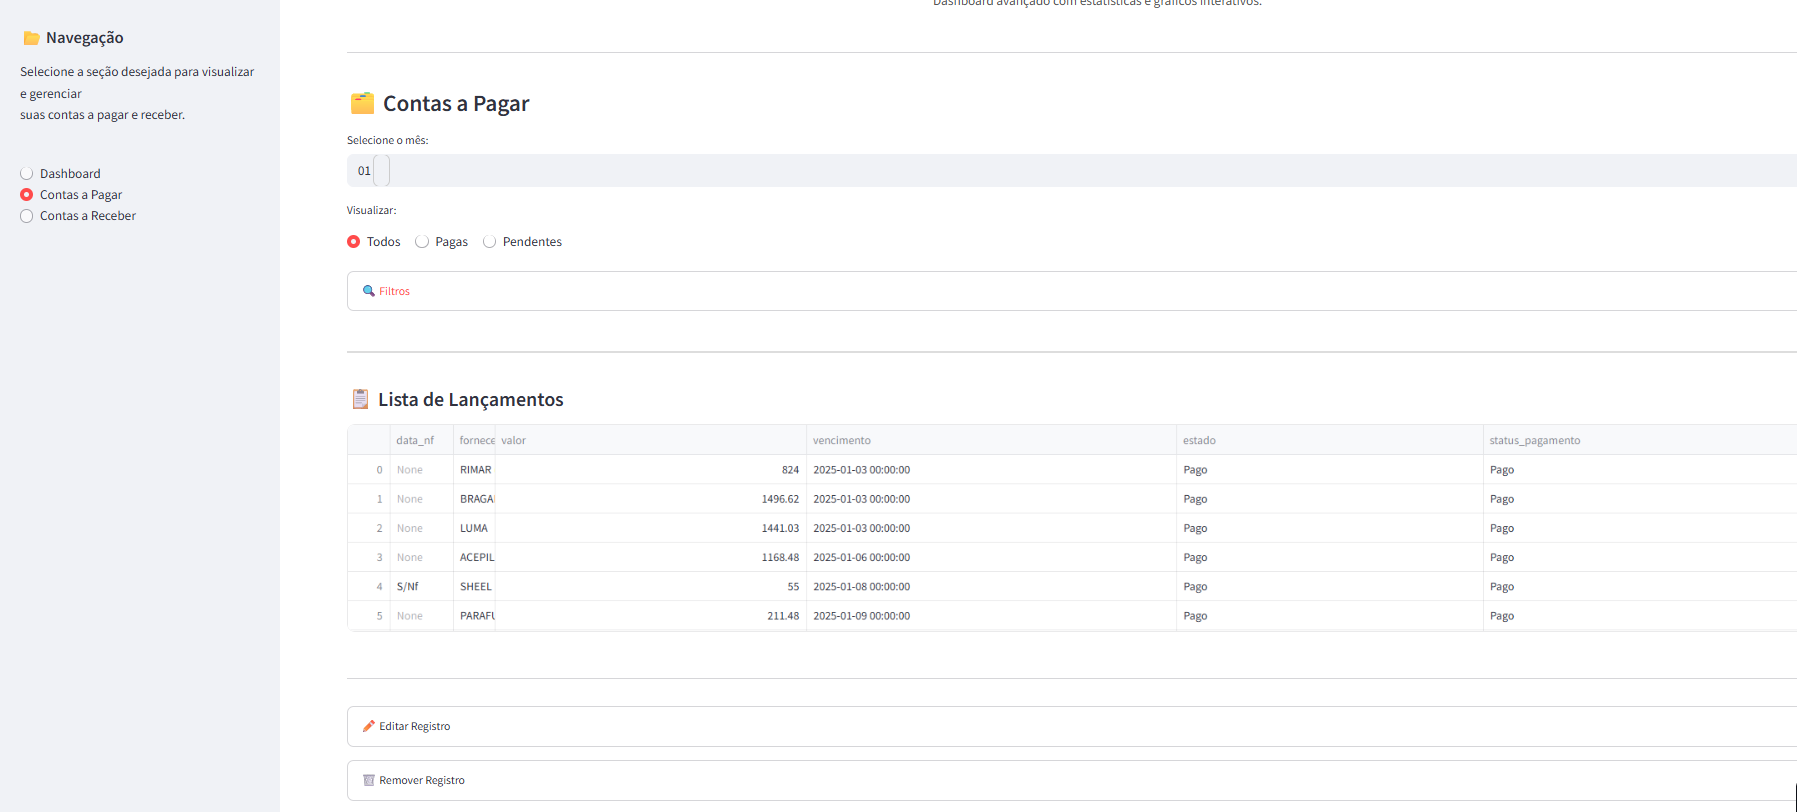 Dashboard avançado com estatísticas e gráficos interativos.
Navegação
Selecione a seção desejada para visualizar
e gerenciar
suas contas a pagar e receber.
Dashboard
Contas a Pagar
Contas a Receber
Contas a Pagar
Selecione o mês:
01
Visualizar:
Todos Pagas Pendentes
Filtros
Lista de Lançamentos
data_nf fornece valor vencimento estado status_pagamento
0 None RIMAR 824 2025-01-03 00:00:00 Pago Pago
1 None BRAGA 1496.62 2025-01-03 00:00:00 Pago Pago
2 None LUMA 1441.03 2025-01-03 00:00:00 Pago Pago
3 None ACEPIL 1168.48 2025-01-06 00:00:00 Pago Pago
4 S/Nf SHEEL 55 2025-01-08 00:00:00 Pago Pago
5 None PARAFU 211.48 2025-01-09 00:00:00 Pago Pago
Editar Registro
Remover Registro